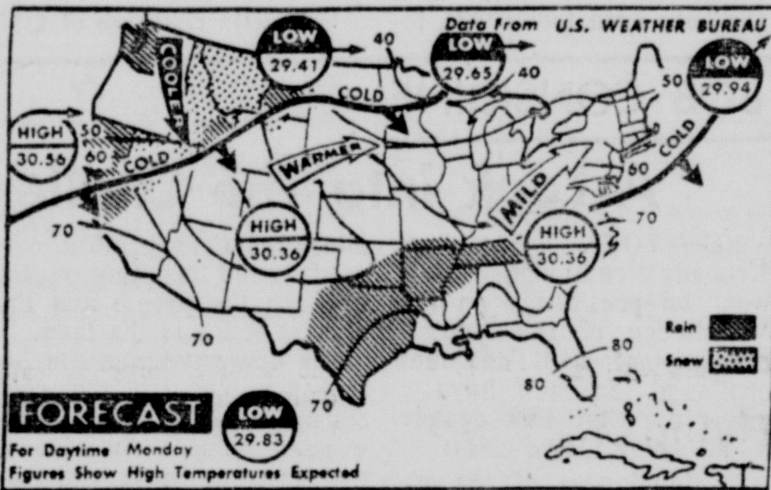 Data From U.S. WEATHER BUREAU
LOW
29.41
40
LOW
29.65
40
LOW
29.94
50
COOLER
COLD
COLD
HIGH
30.56
50
60
COLD
WARMER
MILD
60
70
HIGH
30.36
HIGH
30.36
70
70
Rain
Snow
80
80
70
FORECAST
LOW
29.83
For Daytime Monday
Figures Show High Temperatures Expected